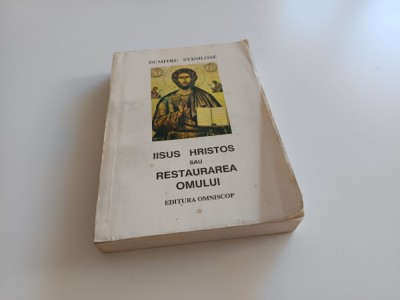 DUMITRU STĂNILOAE
IISUS HRISTOS
SAU
RESTAURAREA
OMULUI
EDITURA OMNISCOP